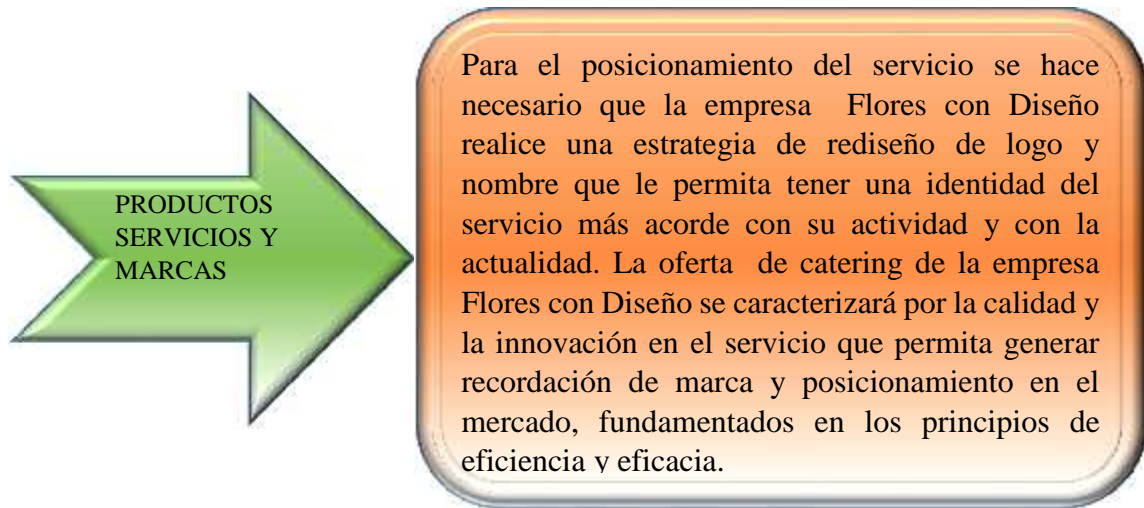 PRODUCTOS
SERVICIOS Y
MARCAS
Para el posicionamiento del servicio se hace
necesario que la empresa Flores con Diseño
realice una estrategia de rediseño de logo y
nombre que le permita tener una identidad del
servicio más acorde con su actividad y con la
actualidad. La oferta de catering de la empresa
Flores con Diseño se caracterizará por la calidad y
la innovación en el servicio que permita generar
recordación de marca y posicionamiento en el
mercado, fundamentados en los principios de
eficiencia y eficacia.